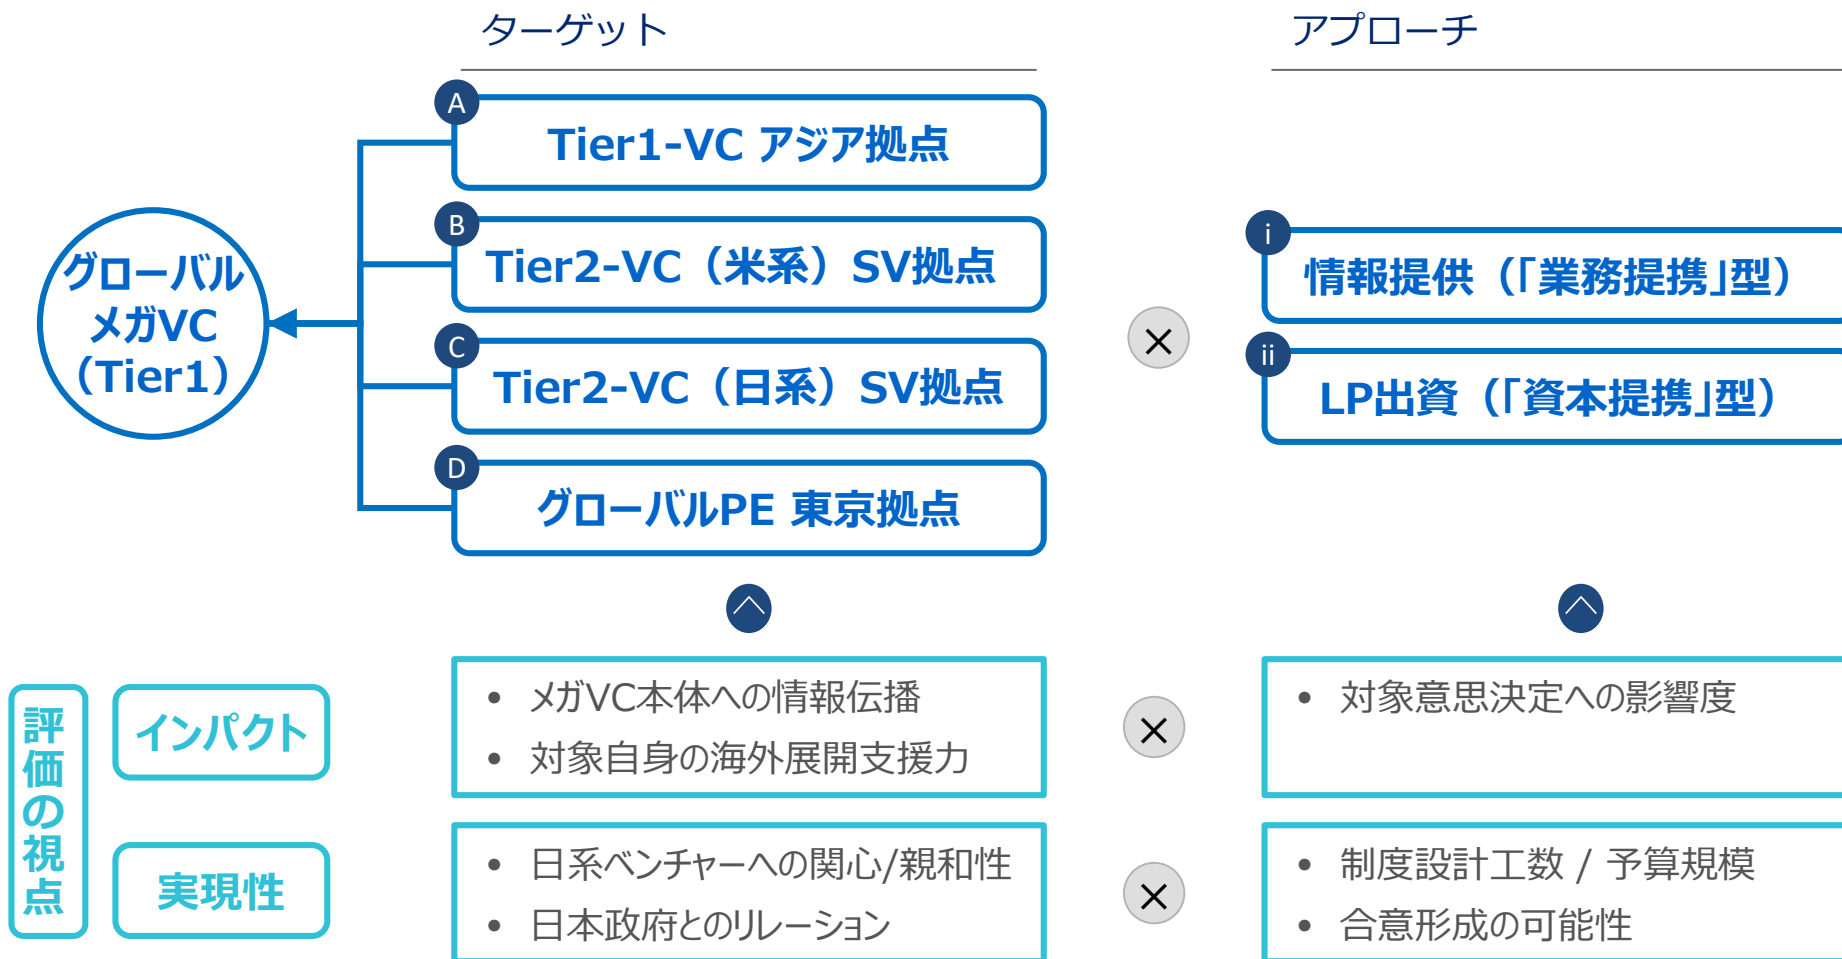 ターゲット
アプローチ
A
Tier1-VC アジア拠点
B
Tier2-VC（米系）SV拠点
C
Tier2-VC（日系）SV拠点
D
グローバルPE 東京拠点
グローバル
メガVC
（Tier1）
×
i
情報提供（「業務提携」型）
ii
LP出資（「資本提携」型）
評価の視点
インパクト
• メガVC本体への情報伝播
• 対象自身の海外展開支援力
×
• 対象意思決定への影響度
実現性
• 日系ベンチャーへの関心/親和性
• 日本政府とのリレーション
×
• 制度設計工数 / 予算規模
• 合意形成の可能性